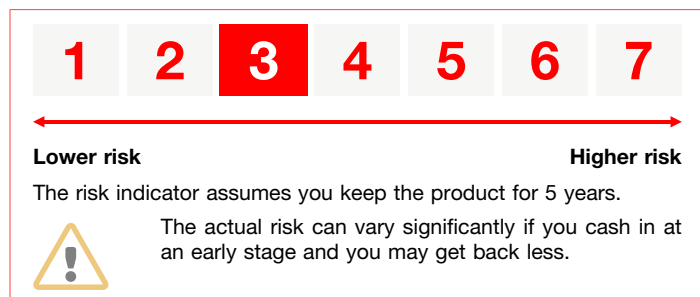 1 2 3 4 5 6 7
Lower risk Higher risk
The risk indicator assumes you keep the product for 5 years.
The actual risk can vary significantly if you cash in at
an early stage and you may get back less.